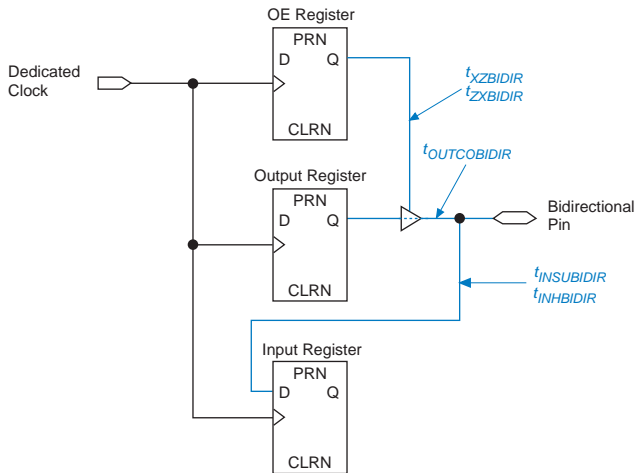 OE Register
PRN
D Q
CLRN
Dedicated
Clock
tXZBIDIR
tZXBIDIR
tOUTCOBIDIR
Output Register
PRN
D Q
CLRN
Bidirectional
Pin
tINSUBIDIR
tINHBIDIR
Input Register
PRN
D Q
CLRN